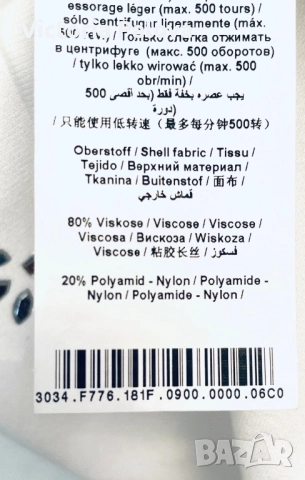 essorage léger (max. 500 tours) /
sólo centrifugar ligeramente (máx.
500 rev.) / Только слегка отжимать
в центрифуге (макс. 500 оборотов)
/ tylko lekko wirować (max. 500
obr/min) /
يجب عصره بخفة فقط (بحد أقصى 500
دورة)
/ 只能使用低转速（最多每分钟500转）
Oberstoff / Shell fabric / Tissu /
Tejido / Верхний материал /
Tkanina / Buitenstof / 面布 /
قماش خارجي
80% Viskose / Viscose / Viscose /
Viscosa / Вискоза / Wiskoza /
Viscose / 粘胶长丝 / فسكوز /
20% Polyamid - Nylon / Polyamide -
Nylon / Polyamide - Nylon /
3034.F776.181F.0900.0000.06C0
BAZAR